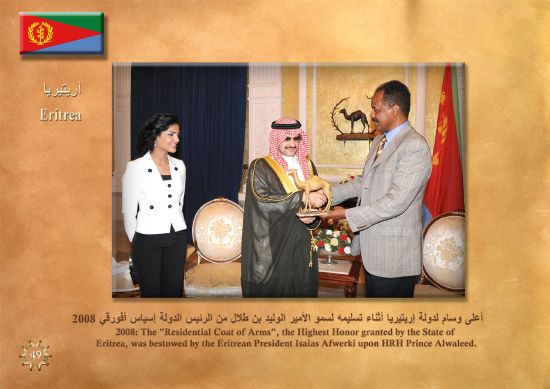 أريتيريا
Eritrea
أعلى وسام لدولة إريتيريا أثناء تسليمه لسمو الأمير الوليد بن طلال من الرئيس الدولة إسياس أفورقي 2008
2008: The "Residential Coat of Arms", the Highest Honor granted by the State of
Eritrea, was bestowed by the Eritrean President Isaias Afwerki upon HRH Prince Alwaleed.
49